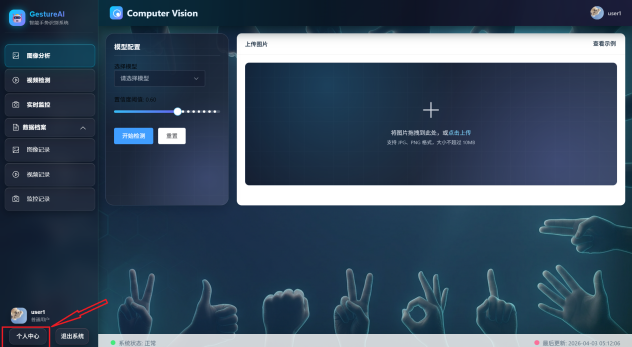 GestureAI
智能手势识别系统
图像分析
视频检测
实时监控
数据档案
图像记录
视频记录
监控记录
user1
普通用户
个人中心
退出系统
Computer Vision
user1
模型配置
选择模型
请选择模型
开始检测
重置
上传图片
查看示例
将图片拖拽到此处，或点击上传
支持 JPG、PNG 格式，大小不超过 10MB
系统状态: 正常
最后更新: 2026-04-03 03:12:06